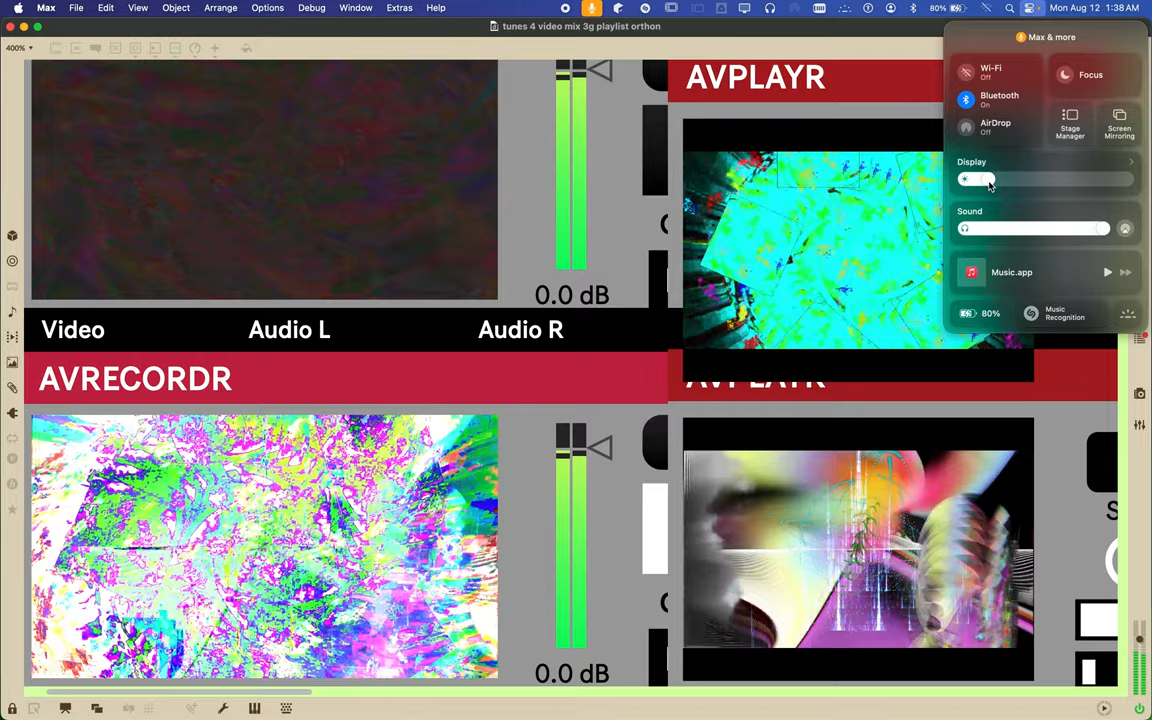 Max File Edit View Object Arrange Options Debug Window Extras Help 80% Mon Aug 12 1:38 AM
tunes 4 video mix 3g playlist orthon
400%
Max & more
Wi-Fi
Off
Focus
Bluetooth
On
AirDrop
Off
Stage
Manager
Screen
Mirroring
Display
Sound
Music.app
80%
Music
Recognition
AVPLAYR
0.0 dB
Video Audio L Audio R
AVRECORDR
AVPLAYR
0.0 dB